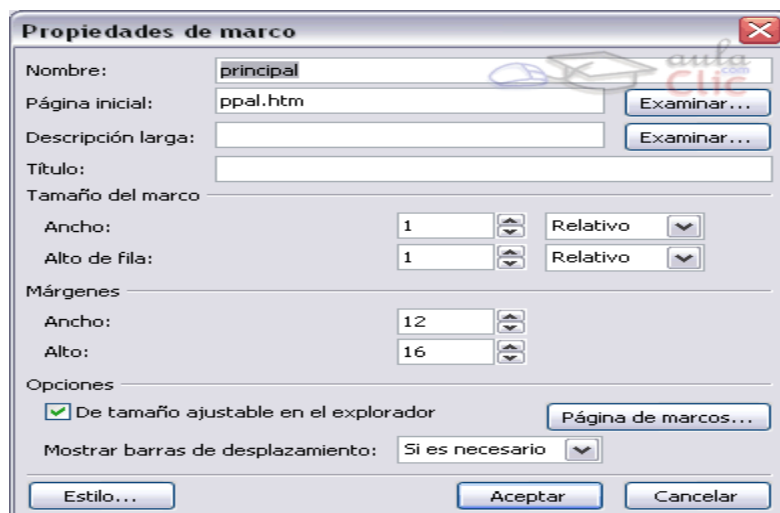 Propiedades de marco
aula
Clic
.com
Nombre: principal
Página inicial: ppal.htm Examinar...
Descripción larga: Examinar...
Título:
Tamaño del marco
Ancho: 1 Relativo
Alto de fila: 1 Relativo
Márgenes
Ancho: 12
Alto: 16
Opciones
De tamaño ajustable en el explorador Página de marcos...
Mostrar barras de desplazamiento: Si es necesario
Estilo... Aceptar Cancelar